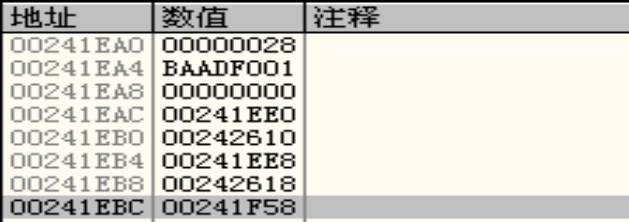 地址 数值 注释
00241EA0 00000028
00241EA4 BAADF001
00241EA8 00000000
00241EAC 00241EE0
00241EB0 00242610
00241EB4 00241EE8
00241EB8 00242618
00241EBC 00241F58